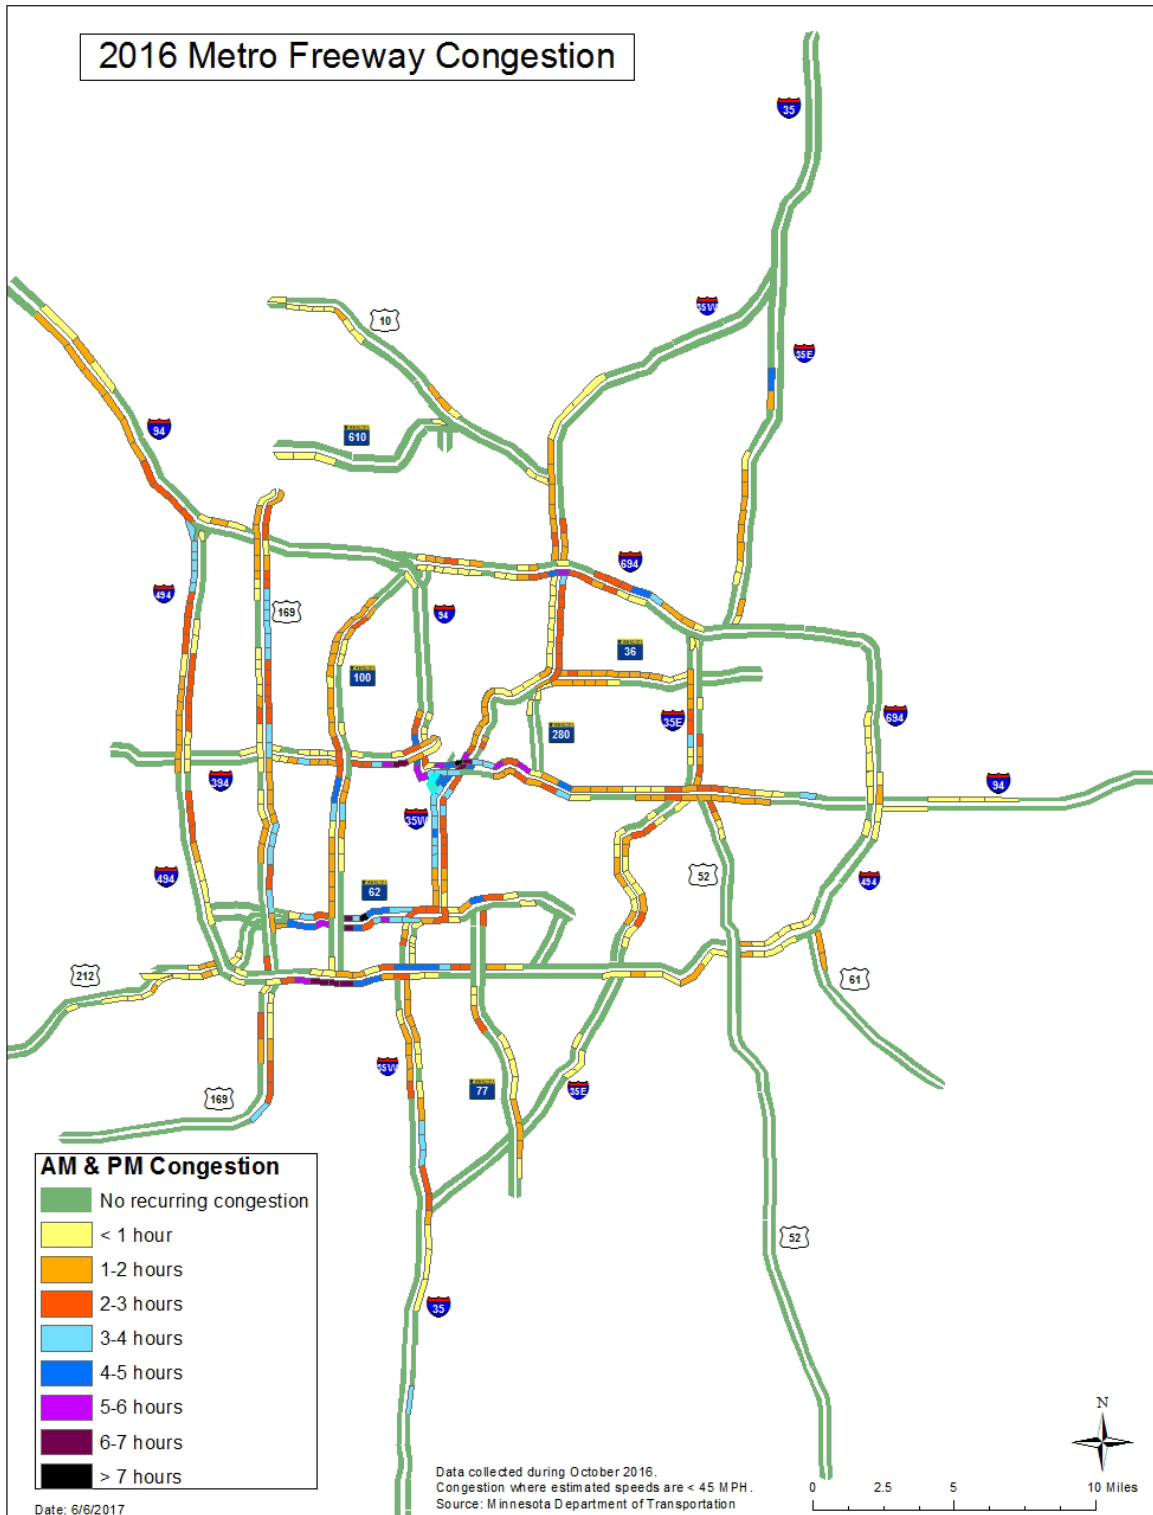 2016 Metro Freeway Congestion
35
10
35W
35E
94
610
694
494
169
94
36
100
35E
694
280
394
94
35W
494
62
52
494
212
61
35W
77
35E
169
52
35
AM & PM Congestion
No recurring congestion
< 1 hour
1-2 hours
2-3 hours
3-4 hours
4-5 hours
5-6 hours
6-7 hours
> 7 hours
N
Data collected during October 2016.
Congestion where estimated speeds are < 45 MPH.
Source: Minnesota Department of Transportation
0 2.5 5 10 Miles
Date: 6/6/2017